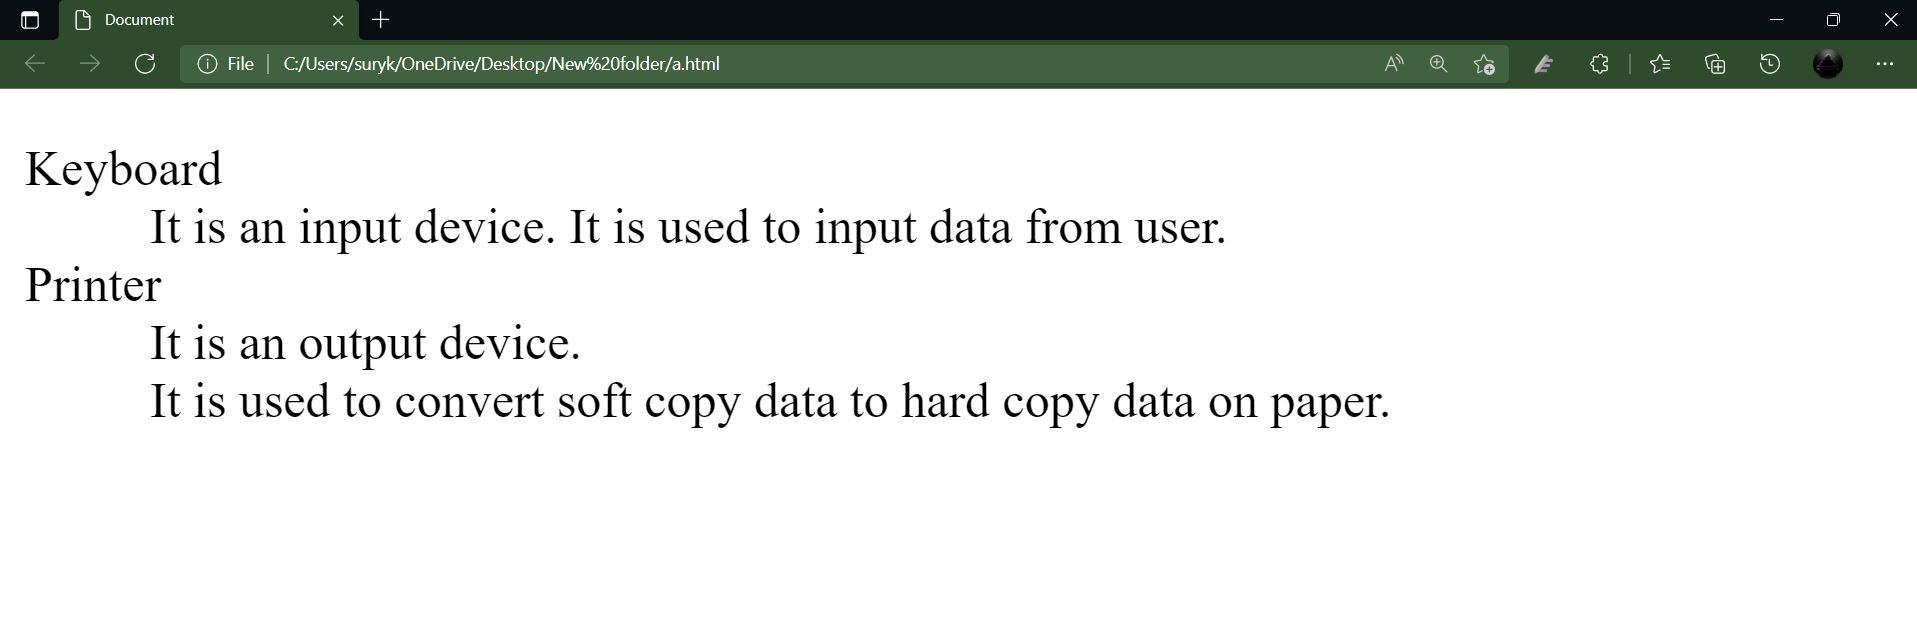 Document
File
C:/Users/suryk/OneDrive/Desktop/New%20folder/a.html
Keyboard
It is an input device. It is used to input data from user.
Printer
It is an output device.
It is used to convert soft copy data to hard copy data on paper.